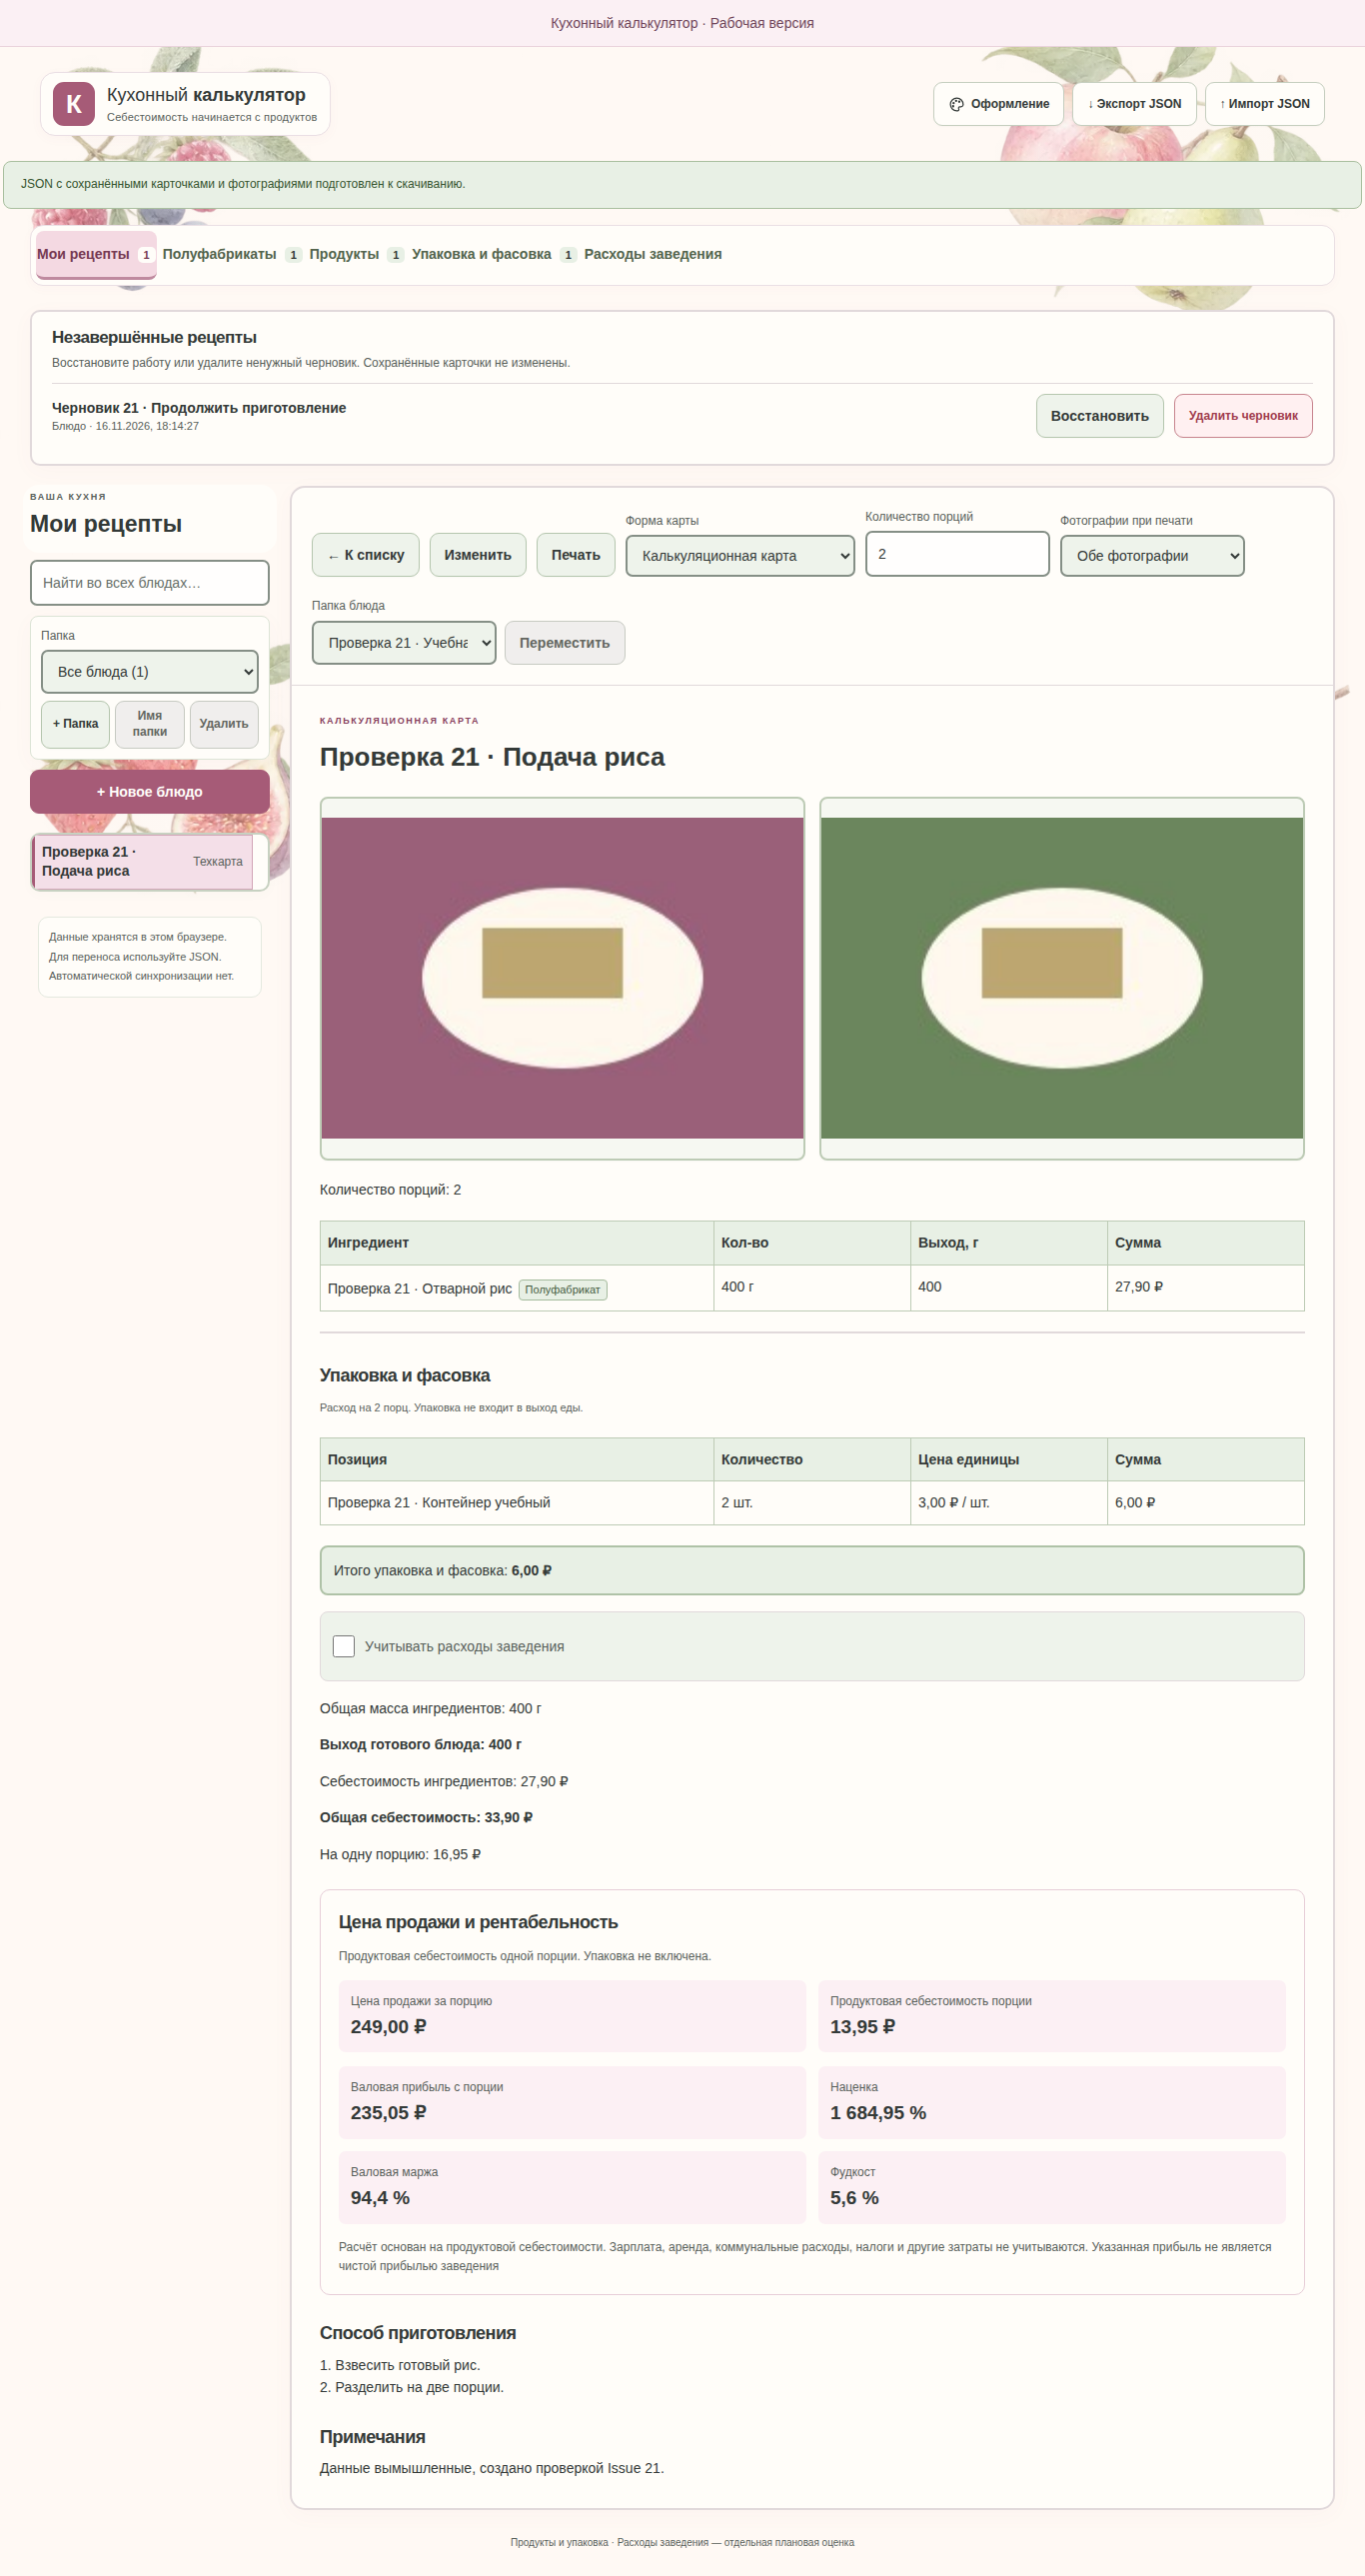 Кухонный калькулятор · Рабочая версия
К
Кухонный калькулятор
Себестоимость начинается с продуктов
Оформление
↓ Экспорт JSON
↑ Импорт JSON
JSON с сохранёнными карточками и фотографиями подготовлен к скачиванию.
Мои рецепты 1 Полуфабрикаты 1 Продукты 1 Упаковка и фасовка 1 Расходы заведения
Незавершённые рецепты
Восстановите работу или удалите ненужный черновик. Сохранённые карточки не изменены.
Черновик 21 · Продолжить приготовление
Блюдо · 16.11.2026, 18:14:27
Восстановить
Удалить черновик
ВАША КУХНЯ
Мои рецепты
Найти во всех блюдах…
Папка
Все блюда (1)
+ Папка
Имя
папки
Удалить
+ Новое блюдо
Проверка 21 ·
Подача риса
Техкарта
Данные хранятся в этом браузере.
Для переноса используйте JSON.
Автоматической синхронизации нет.
← К списку
Изменить
Печать
Форма карты
Калькуляционная карта
Количество порций
2
Фотографии при печати
Обе фотографии
Папка блюда
Проверка 21 · Учебна
Переместить
КАЛЬКУЛЯЦИОННАЯ КАРТА
Проверка 21 · Подача риса
Количество порций: 2
Ингредиент Кол-во Выход, г Сумма
Проверка 21 · Отварной рис Полуфабрикат 400 г 400 27,90 ₽
Упаковка и фасовка
Расход на 2 порц. Упаковка не входит в выход еды.
Позиция Количество Цена единицы Сумма
Проверка 21 · Контейнер учебный 2 шт. 3,00 ₽ / шт. 6,00 ₽
Итого упаковка и фасовка: 6,00 ₽
Учитывать расходы заведения
Общая масса ингредиентов: 400 г
Выход готового блюда: 400 г
Себестоимость ингредиентов: 27,90 ₽
Общая себестоимость: 33,90 ₽
На одну порцию: 16,95 ₽
Цена продажи и рентабельность
Продуктовая себестоимость одной порции. Упаковка не включена.
Цена продажи за порцию
249,00 ₽
Продуктовая себестоимость порции
13,95 ₽
Валовая прибыль с порции
235,05 ₽
Наценка
1 684,95 %
Валовая маржа
94,4 %
Фудкост
5,6 %
Расчёт основан на продуктовой себестоимости. Зарплата, аренда, коммунальные расходы, налоги и другие затраты не учитываются. Указанная прибыль не является
чистой прибылью заведения
Способ приготовления
1. Взвесить готовый рис.
2. Разделить на две порции.
Примечания
Данные вымышленные, создано проверкой Issue 21.
Продукты и упаковка · Расходы заведения — отдельная плановая оценка